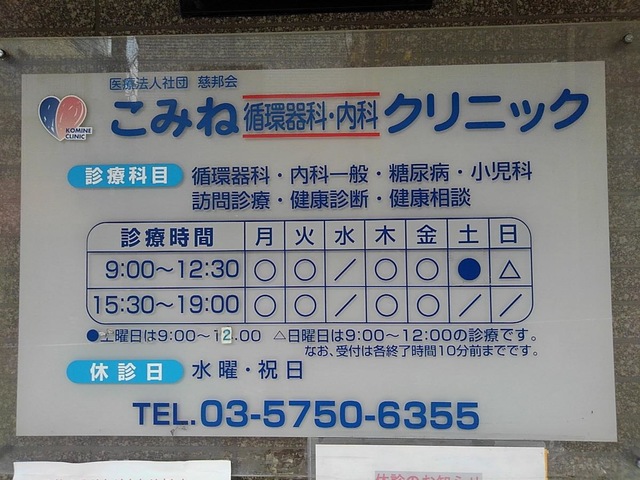 医療法人社団 慈邦会
KOMINE CLINIC
こみね 循環器科・内科 クリニック
診療科目 循環器科・内科一般・糖尿病・小児科
訪問診療・健康診断・健康相談
診療時間 月 火 水 木 金 土 日
9:00～12:30 ○ ○ ／ ○ ○ ● △
15:30～19:00 ○ ○ ／ ○ ○ ／ ／
●土曜日は9:00～12.00 △日曜日は9:00～12:00の診療です。
なお、受付は各終了時間10分前までです。
休診日 水曜・祝日
TEL.03-5750-6355